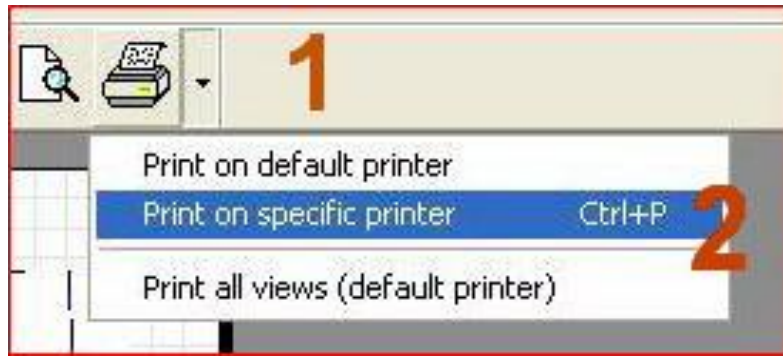 1
Print on default printer
Print on specific printer Ctrl+P
2
Print all views (default printer)